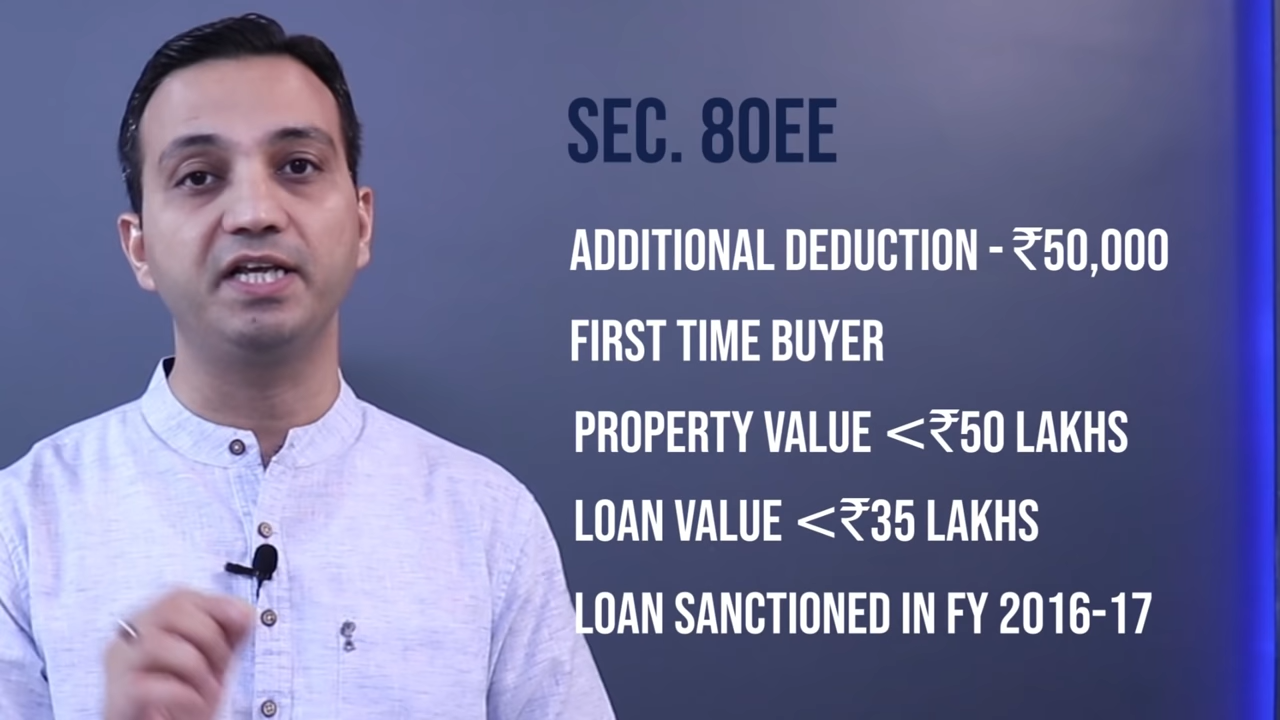 SEC. 80EE
ADDITIONAL DEDUCTION - ₹50,000
FIRST TIME BUYER
PROPERTY VALUE <₹50 LAKHS
LOAN VALUE <₹35 LAKHS
LOAN SANCTIONED IN FY 2016-17